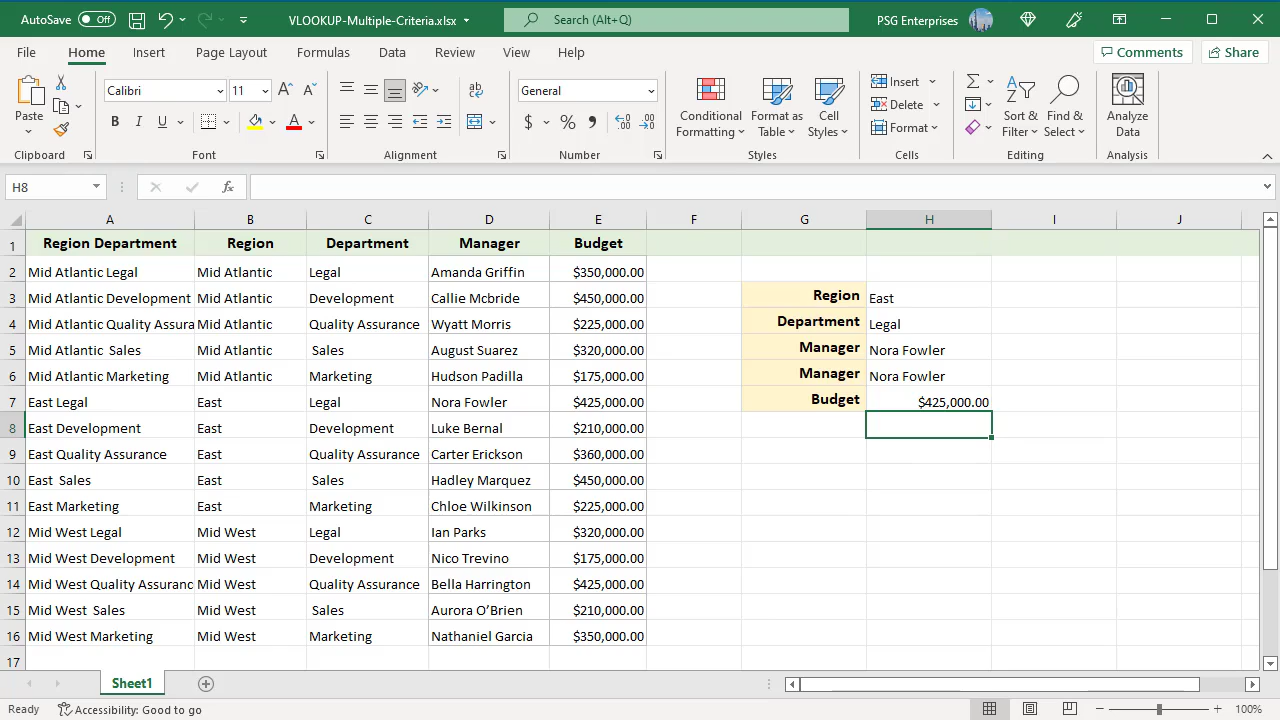 AutoSave Off VLOOKUP-Multiple-Criteria.xlsx Search (Alt+Q) PSG Enterprises
File Home Insert Page Layout Formulas Data Review View Help Comments Share
Paste Calibri 11 General Conditional Formatting Format as Table Cell Styles Insert Delete Format Sort & Filter Find & Select Analyze Data
Clipboard Font Alignment Number Styles Cells Editing Analysis
H8 fx
A B C D E F G H I J
1 Region Department Region Department Manager Budget
2 Mid Atlantic Legal Mid Atlantic Legal Amanda Griffin $350,000.00
3 Mid Atlantic Development Mid Atlantic Development Callie Mcbride $450,000.00 Region East
4 Mid Atlantic Quality Assura Mid Atlantic Quality Assurance Wyatt Morris $225,000.00 Department Legal
5 Mid Atlantic  Sales Mid Atlantic Sales August Suarez $320,000.00 Manager Nora Fowler
6 Mid Atlantic Marketing Mid Atlantic Marketing Hudson Padilla $175,000.00 Manager Nora Fowler
7 East Legal East Legal Nora Fowler $425,000.00 Budget $425,000.00
8 East Development East Development Luke Bernal $210,000.00
9 East Quality Assurance East Quality Assurance Carter Erickson $360,000.00
10 East  Sales East Sales Hadley Marquez $450,000.00
11 East Marketing East Marketing Chloe Wilkinson $225,000.00
12 Mid West Legal Mid West Legal Ian Parks $320,000.00
13 Mid West Development Mid West Development Nico Trevino $175,000.00
14 Mid West Quality Assuranc Mid West Quality Assurance Bella Harrington $425,000.00
15 Mid West  Sales Mid West Sales Aurora O’Brien $210,000.00
16 Mid West Marketing Mid West Marketing Nathaniel Garcia $350,000.00
17
Sheet1
Ready Accessibility: Good to go 100%